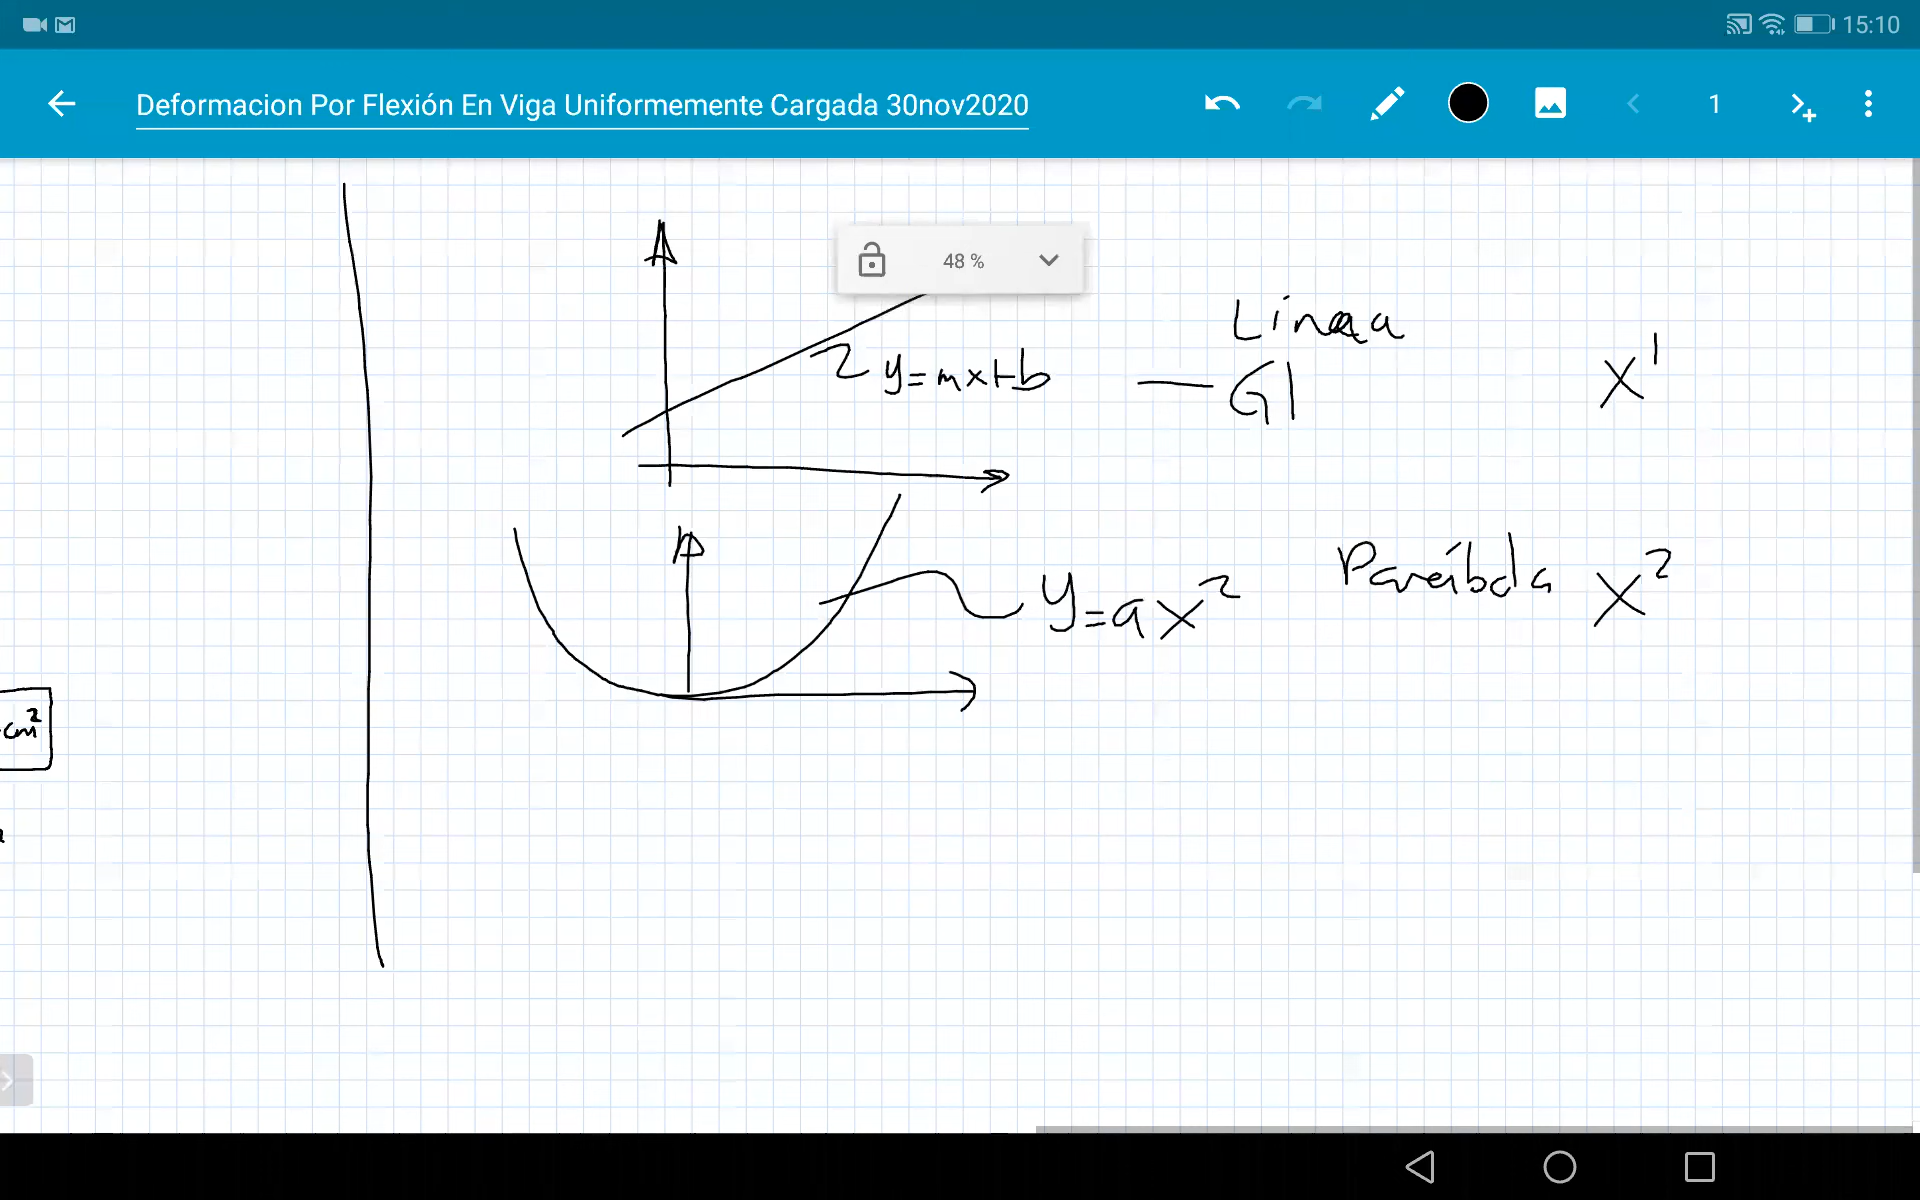 15:10
Deformacion Por Flexión En Viga Uniformemente Cargada 30nov2020
1
48 %
Linea
y=mx+b
G1
x¹
Parábola
x²
y=ax²
cm²